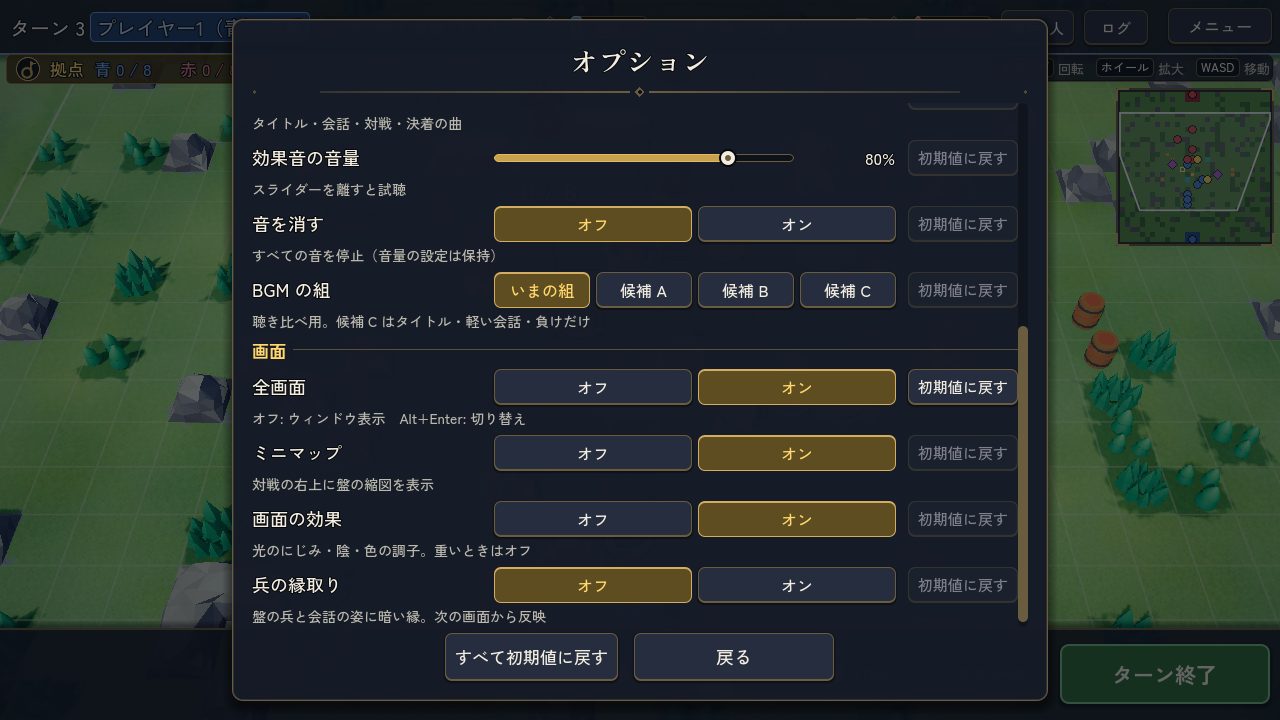 ターン 3 プレイヤー1（青
人 ログ メニュー
拠点 青 0 / 8 赤 0 /
回転 ホイール 拡大 WASD 移動
オプション
タイトル・会話・対戦・決着の曲
効果音の音量 80% 初期値に戻す
スライダーを離すと試聴
音を消す オフ オン 初期値に戻す
すべての音を停止（音量の設定は保持）
BGM の組 いまの組 候補 A 候補 B 候補 C 初期値に戻す
聴き比べ用。候補 C はタイトル・軽い会話・負けだけ
画面
全画面 オフ オン 初期値に戻す
オフ: ウィンドウ表示 Alt+Enter: 切り替え
ミニマップ オフ オン 初期値に戻す
対戦の右上に盤の縮図を表示
画面の効果 オフ オン 初期値に戻す
光のにじみ・陰・色の調子。重いときはオフ
兵の縁取り オフ オン 初期値に戻す
盤の兵と会話の姿に暗い縁。次の画面から反映
すべて初期値に戻す 戻る
ターン終了